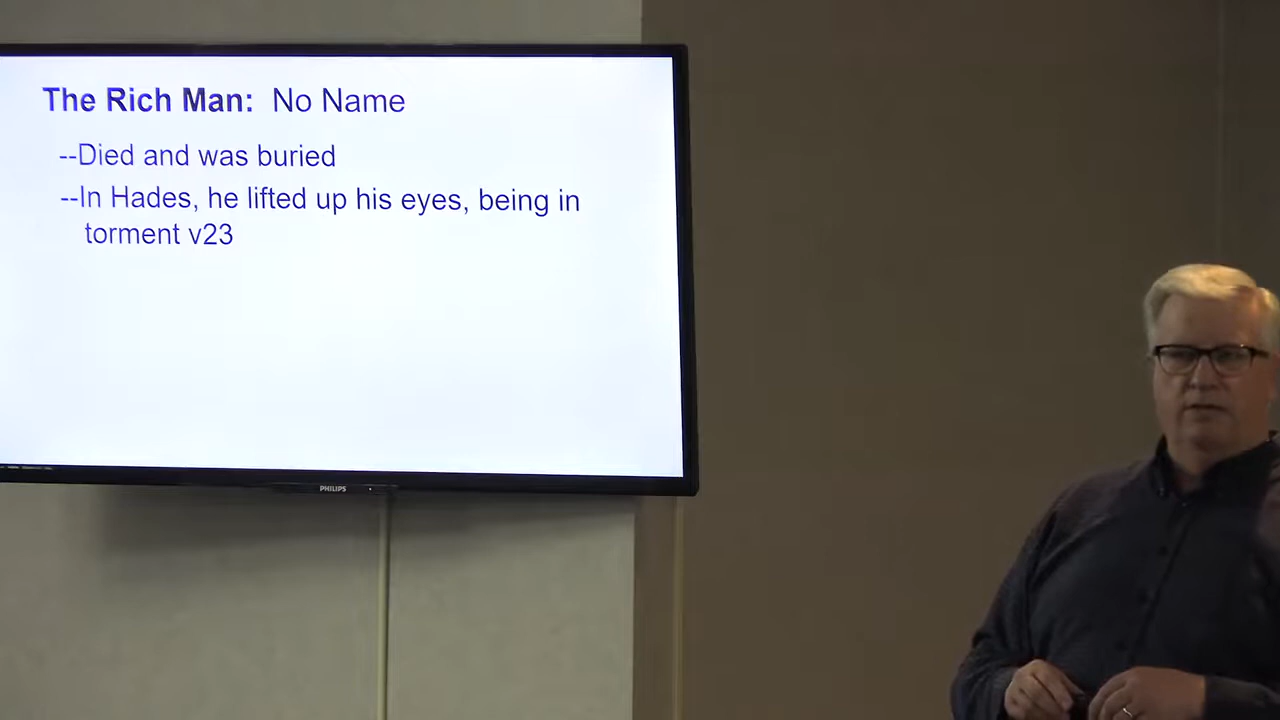 The Rich Man: No Name
--Died and was buried
--In Hades, he lifted up his eyes, being in
torment v23
PHILIPS